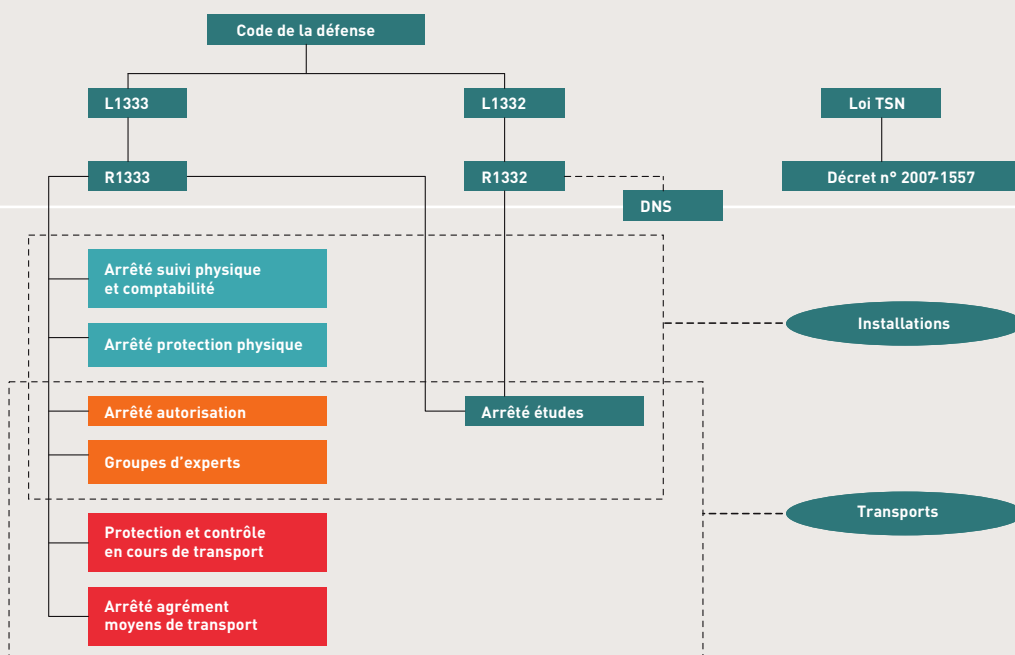 Code de la défense
L1333
L1332
Loi TSN
R1333
R1332
Décret n° 2007-1557
DNS
Arrêté suivi physique
et comptabilité
Arrêté protection physique
Installations
Arrêté autorisation
Arrêté études
Groupes d'experts
Transports
Protection et contrôle
en cours de transport
Arrêté agrément
moyens de transport